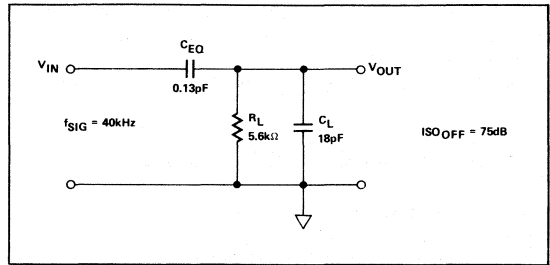 C_EQ
V_IN
V_OUT
0.13pF
f_SIG = 40kHz
R_L
5.6kΩ
C_L
18pF
ISO_OFF = 75dB